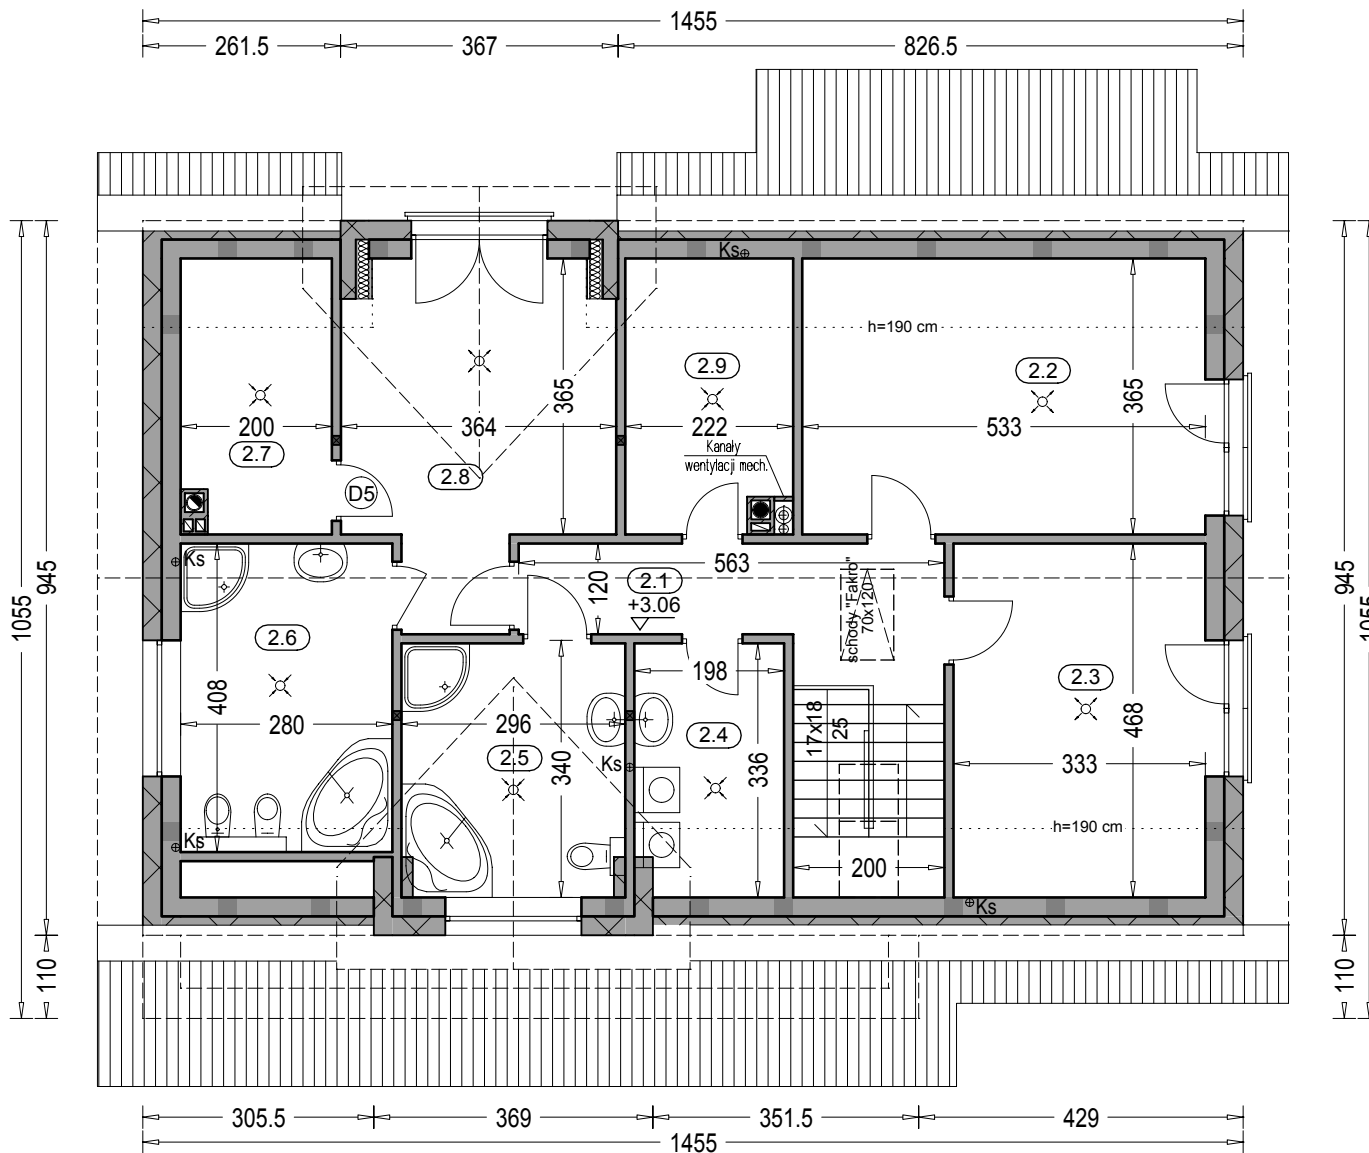 1455
261.5 367 826.5
Ks
h=190 cm
2.9 2.2
365 365
200 364 222 533
2.7 2.8
Kanały
wentylacji mech.
D5
1055 945
945 1055
Ks
563
120
2.1
+3.06
schody "Fakro"
70x120
2.6
198
2.3
408
280 296
2.5
340
Ks
2.4
336
17x18
25
468
333
h=190 cm
Ks
200
Ks
110
110
305.5 369 351.5 429
1455